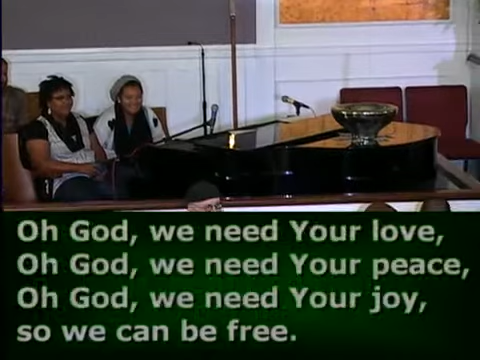 Oh God, we need Your love,
Oh God, we need Your peace,
Oh God, we need Your joy,
so we can be free.